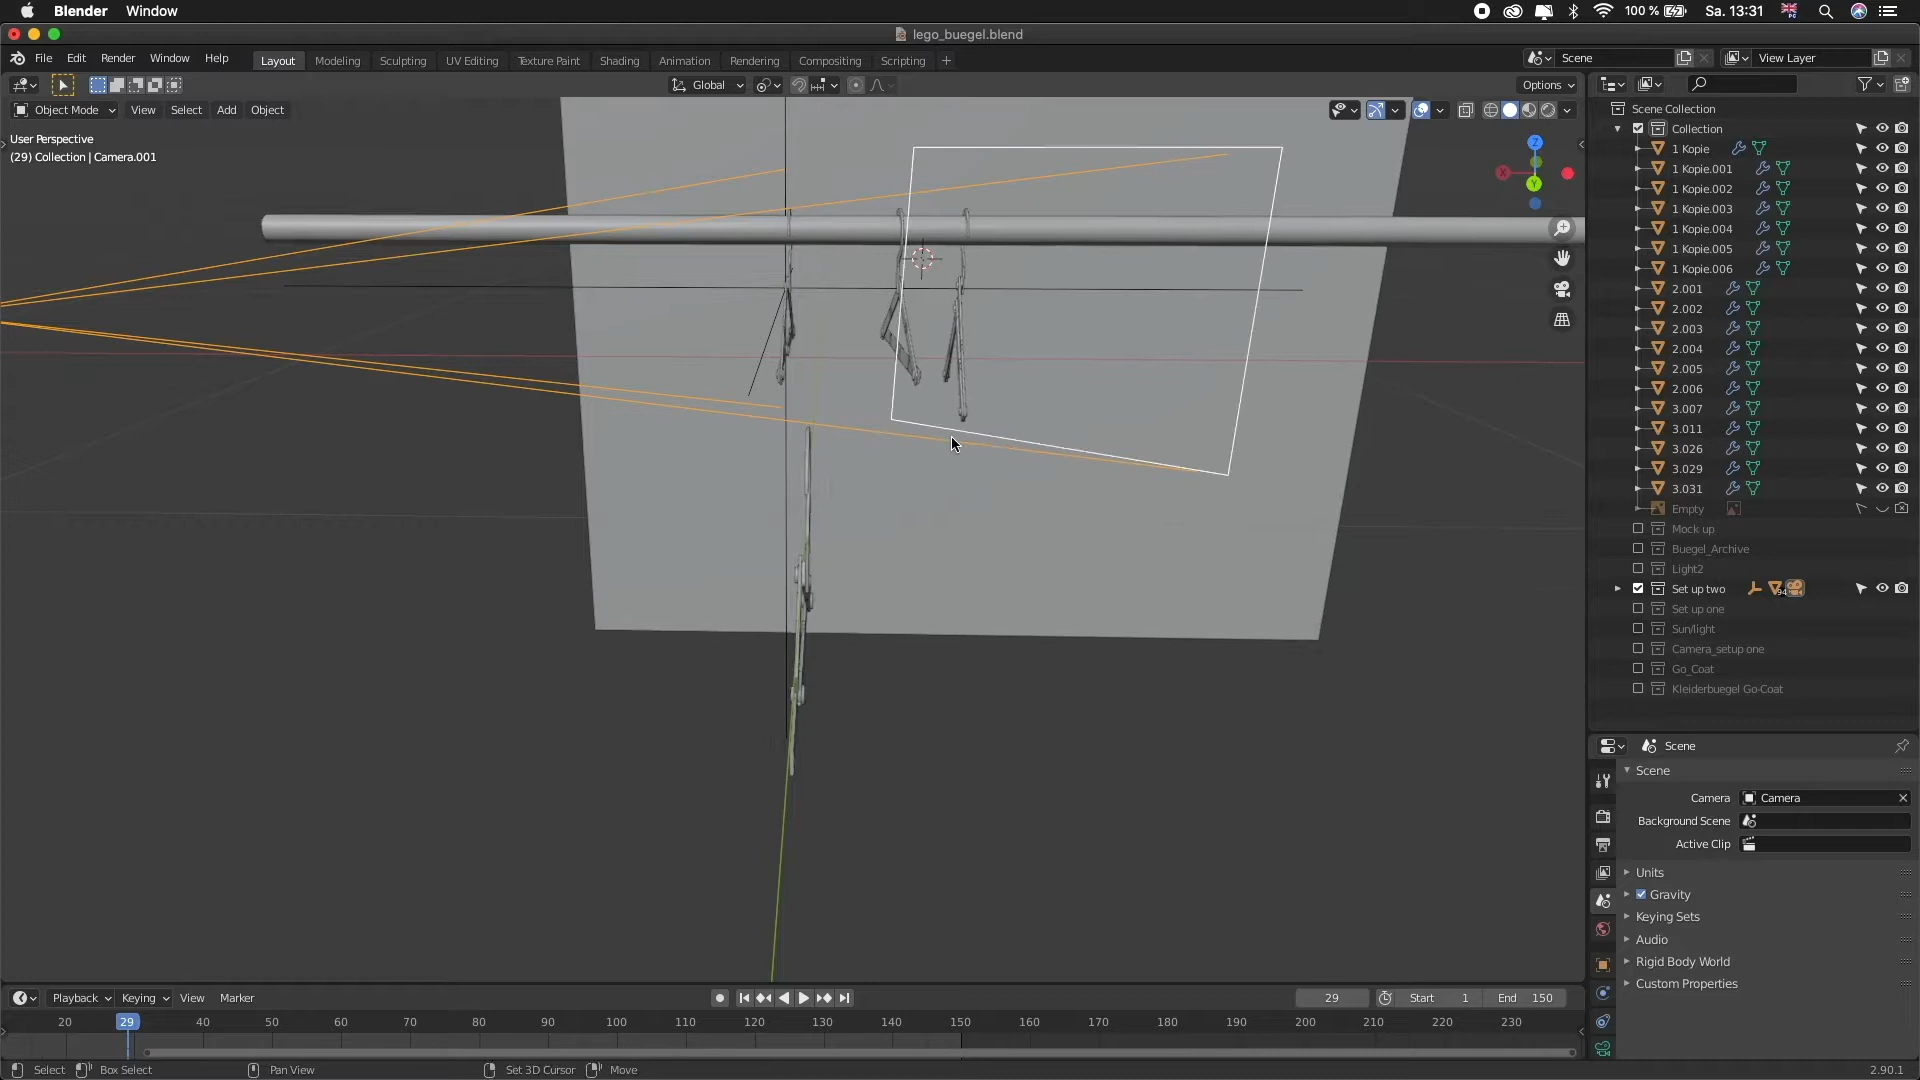 Blender Window 100 % Sa. 13:31
lego_buegel.blend
File Edit Render Window Help Layout Modeling Sculpting UV Editing Texture Paint Shading Animation Rendering Compositing Scripting + Scene View Layer
Global Options
Object Mode View Select Add Object
User Perspective
(29) Collection | Camera.001
Z
X
Y
Scene Collection
Collection
1 Kopie
1 Kopie.001
1 Kopie.002
1 Kopie.003
1 Kopie.004
1 Kopie.005
1 Kopie.006
2.001
2.002
2.003
2.004
2.005
2.006
3.007
3.011
3.026
3.029
3.031
Empty
Mock up
Buegel_Archive
Light2
Set up two 94
Set up one
Sun/light
Camera_setup one
Go_Coat
Kleiderbuegel Go-Coat
Scene
Scene
Camera Camera
Background Scene
Active Clip
Units
Gravity
Keying Sets
Audio
Rigid Body World
Custom Properties
Playback Keying View Marker 29 Start 1 End 150
20 29 40 50 60 70 80 90 100 110 120 130 140 150 160 170 180 190 200 210 220 230
Select Box Select Pan View Set 3D Cursor Move 2.90.1